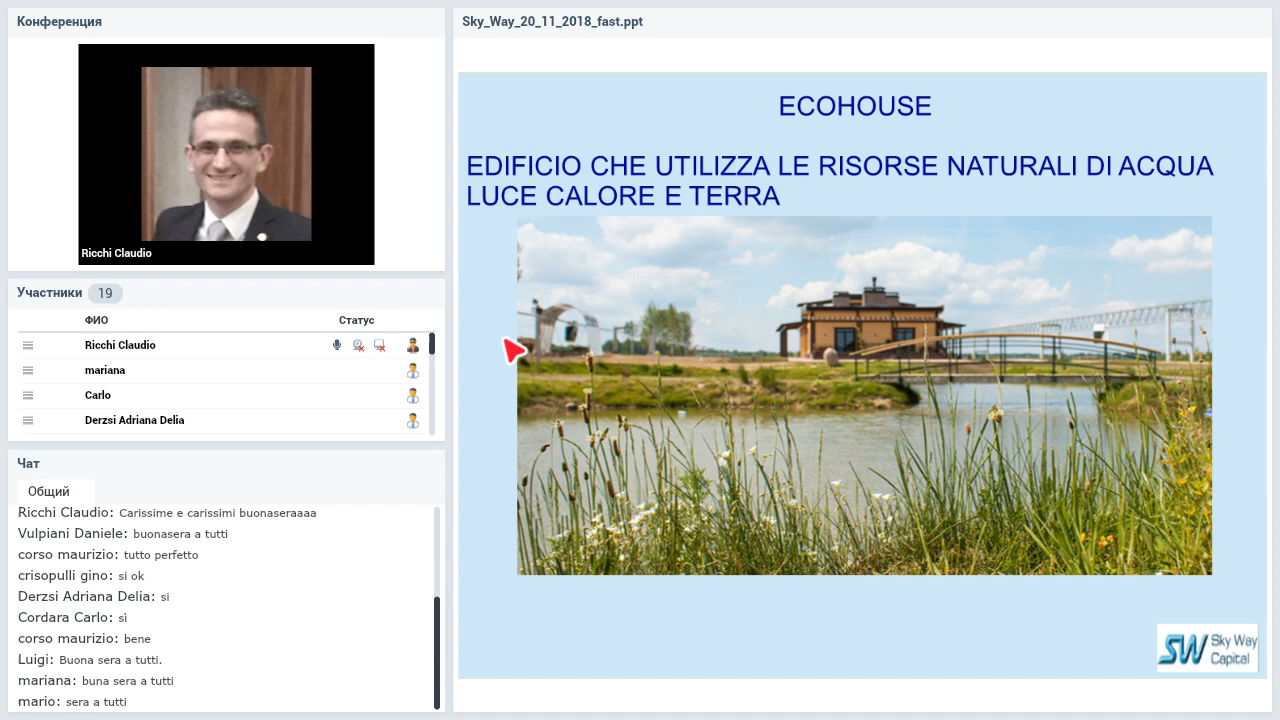 Конференция
Ricchi Claudio
Участники 19
ФИО Статус
Ricchi Claudio
mariana
Carlo
Derzsi Adriana Delia
Чат
Общий
Ricchi Claudio: Carissime e carissimi buonaseraaaa
Vulpiani Daniele: buonasera a tutti
corso maurizio: tutto perfetto
crisopulli gino: si ok
Derzsi Adriana Delia: si
Cordara Carlo: sì
corso maurizio: bene
Luigi: Buona sera a tutti.
mariana: buna sera a tutti
mario: sera a tutti
Sky_Way_20_11_2018_fast.ppt
ECOHOUSE
EDIFICIO CHE UTILIZZA LE RISORSE NATURALI DI ACQUA
LUCE CALORE E TERRA
SW Sky Way
Capital